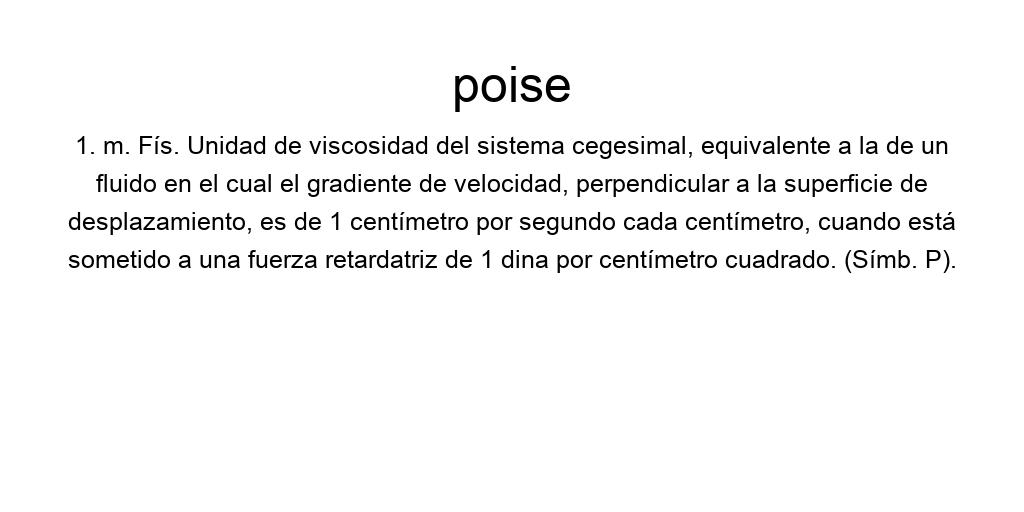 poise
1. m. Fís. Unidad de viscosidad del sistema cegesimal, equivalente a la de un
fluido en el cual el gradiente de velocidad, perpendicular a la superficie de
desplazamiento, es de 1 centímetro por segundo cada centímetro, cuando está
sometido a una fuerza retardatriz de 1 dina por centímetro cuadrado. (Símb. P).